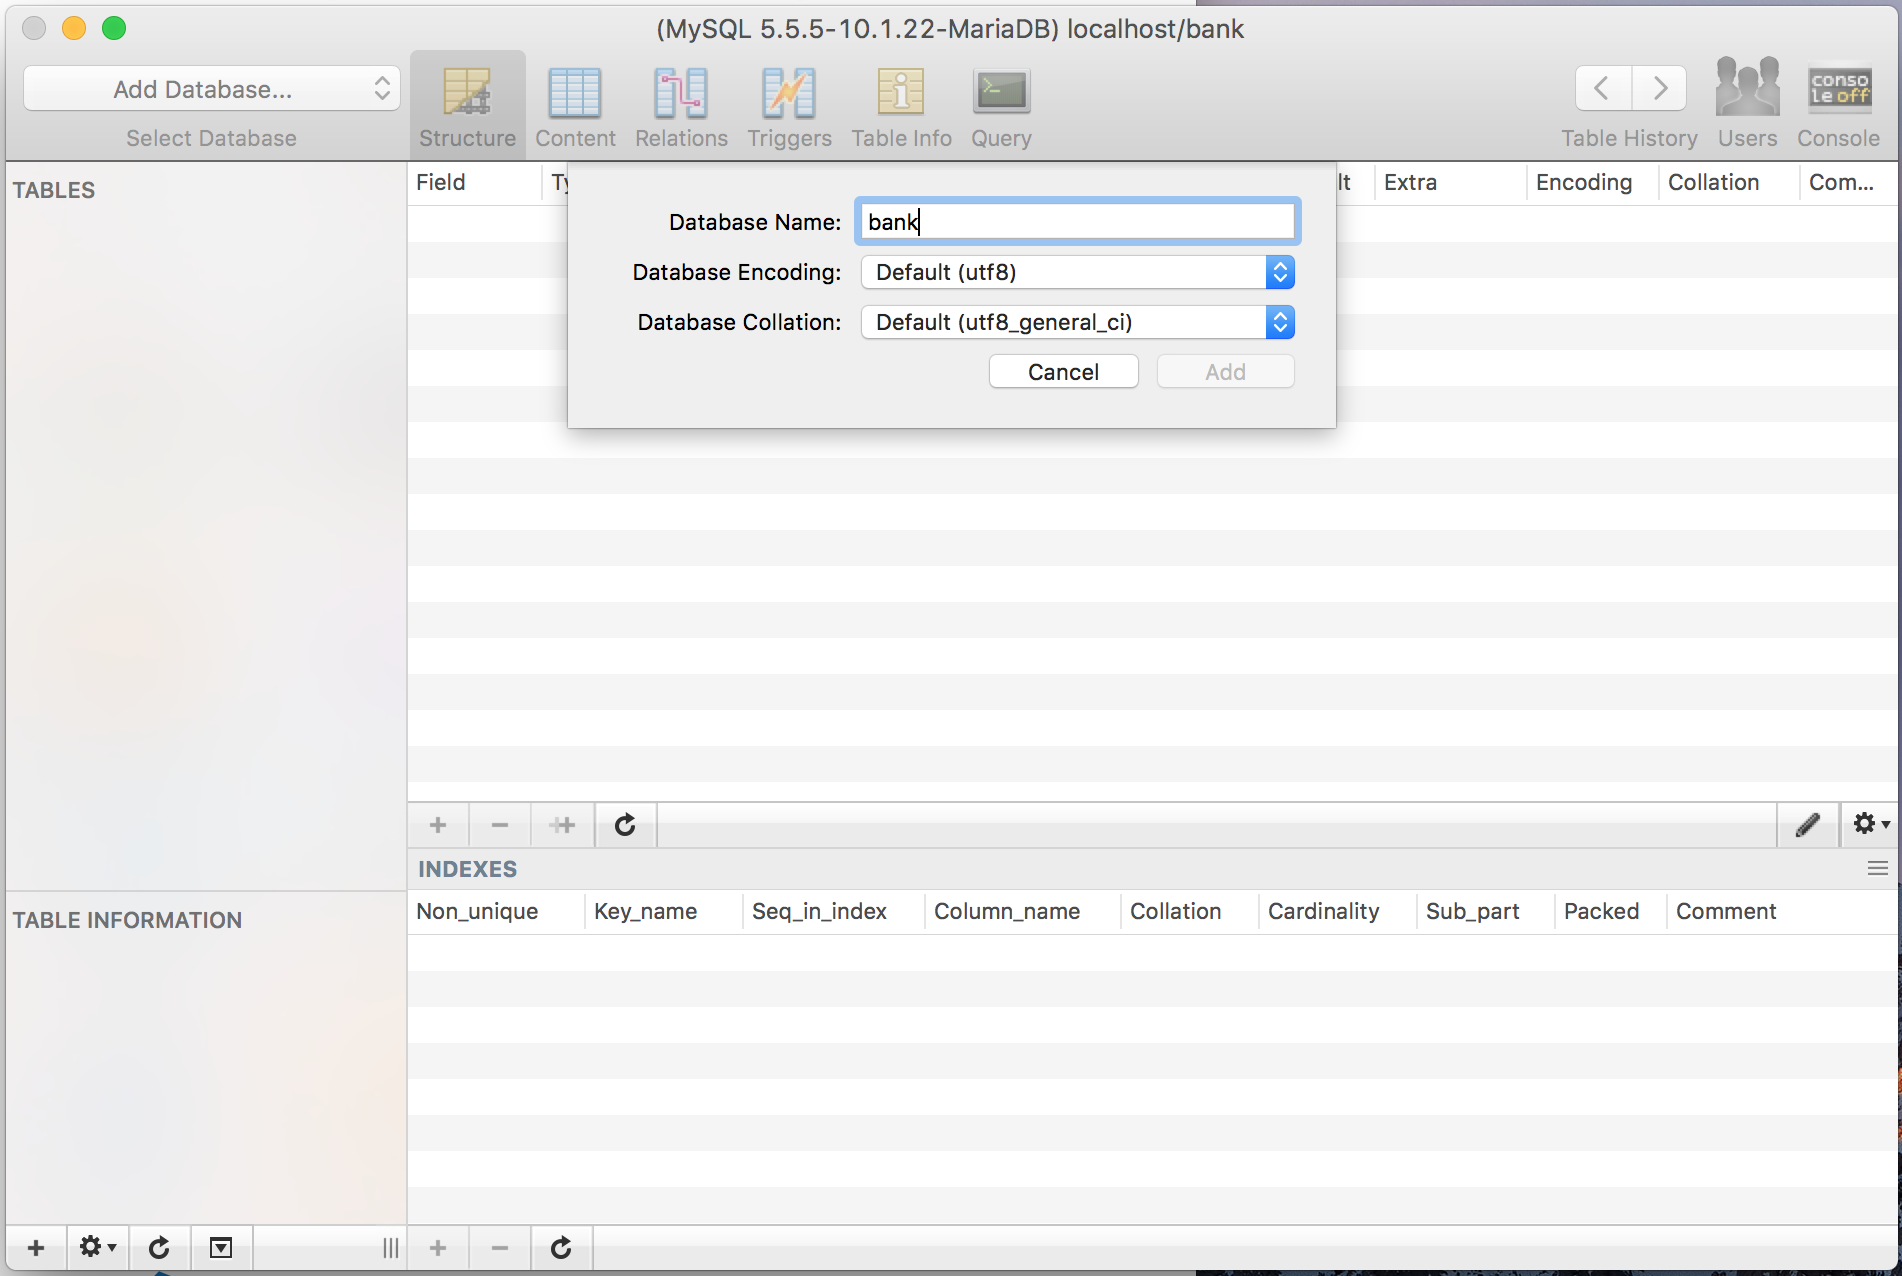 (MySQL 5.5.5-10.1.22-MariaDB) localhost/bank
Add Database...
Select Database
Structure
Content
Relations
Triggers
Table Info
Query
Table History
Users
conso
le off
Console
TABLES
Field
Ty
lt
Extra
Encoding
Collation
Com...
Database Name: bank
Database Encoding: Default (utf8)
Database Collation: Default (utf8_general_ci)
Cancel
Add
INDEXES
Non_unique
Key_name
Seq_in_index
Column_name
Collation
Cardinality
Sub_part
Packed
Comment
TABLE INFORMATION